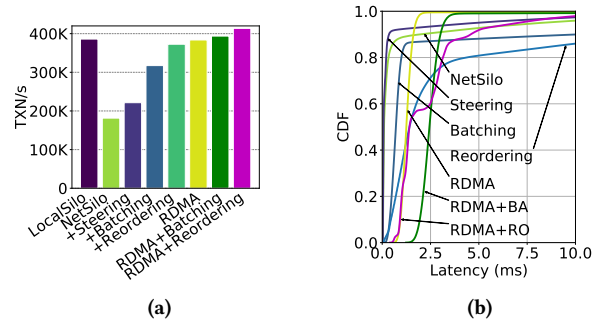 TXN/s
400K
300K
200K
100K
0
LocalSilo
NetSilo
+Steering
+Batching
+Reordering
RDMA
RDMA+Batching
RDMA+Reordering
(a)
CDF
1.0
0.8
0.6
0.4
0.2
0.0
NetSilo
Steering
Batching
Reordering
RDMA
RDMA+BA
RDMA+RO
0.0 2.5 5.0 7.5 10.0
Latency (ms)
(b)